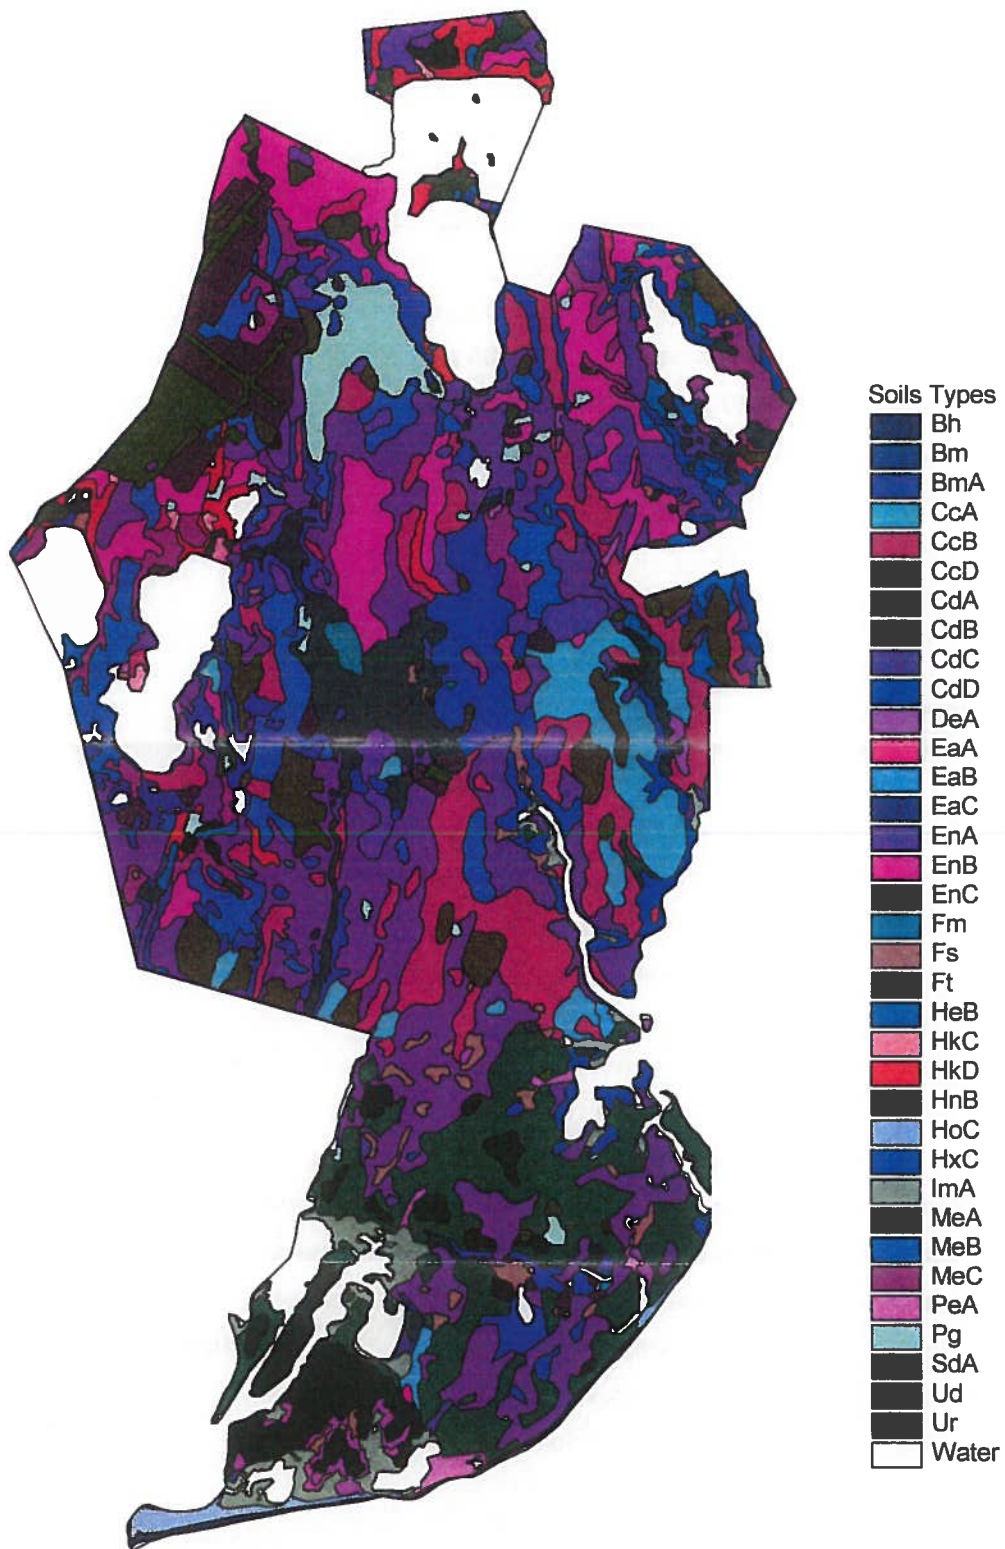 Soils Types
Bh
Bm
BmA
CcA
CcB
CcD
CdA
CdB
CdC
CdD
DeA
EaA
EaB
EaC
EnA
EnB
EnC
Fm
Fs
Ft
HeB
HkC
HkD
HnB
HoC
HxC
ImA
MeA
MeB
MeC
PeA
Pg
SdA
Ud
Ur
Water